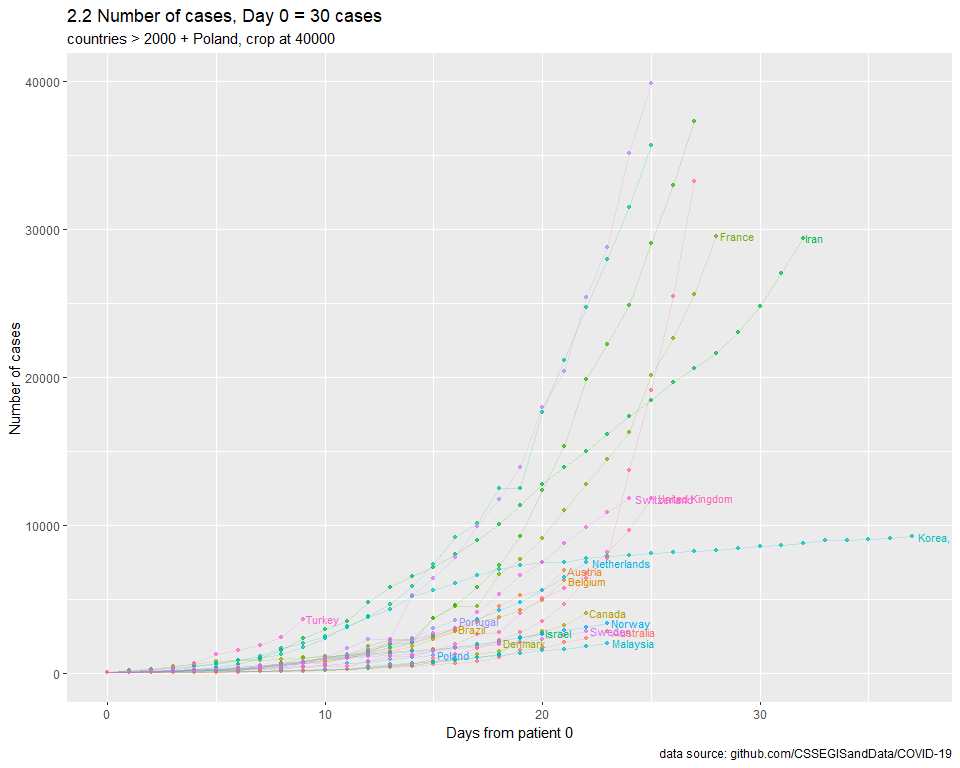 2.2 Number of cases, Day 0 = 30 cases
countries > 2000 + Poland, crop at 40000
40000
30000
20000
10000
0
Number of cases
France
Iran
Switzerland
United Kingdom
Korea,
Netherlands
Austria
Belgium
Canada
Turkey
Portugal
Norway
Brazil
Israel
Sweden
Australia
Denmark
Malaysia
Poland
0
10
20
30
Days from patient 0
data source: github.com/CSSEGISandData/COVID-19